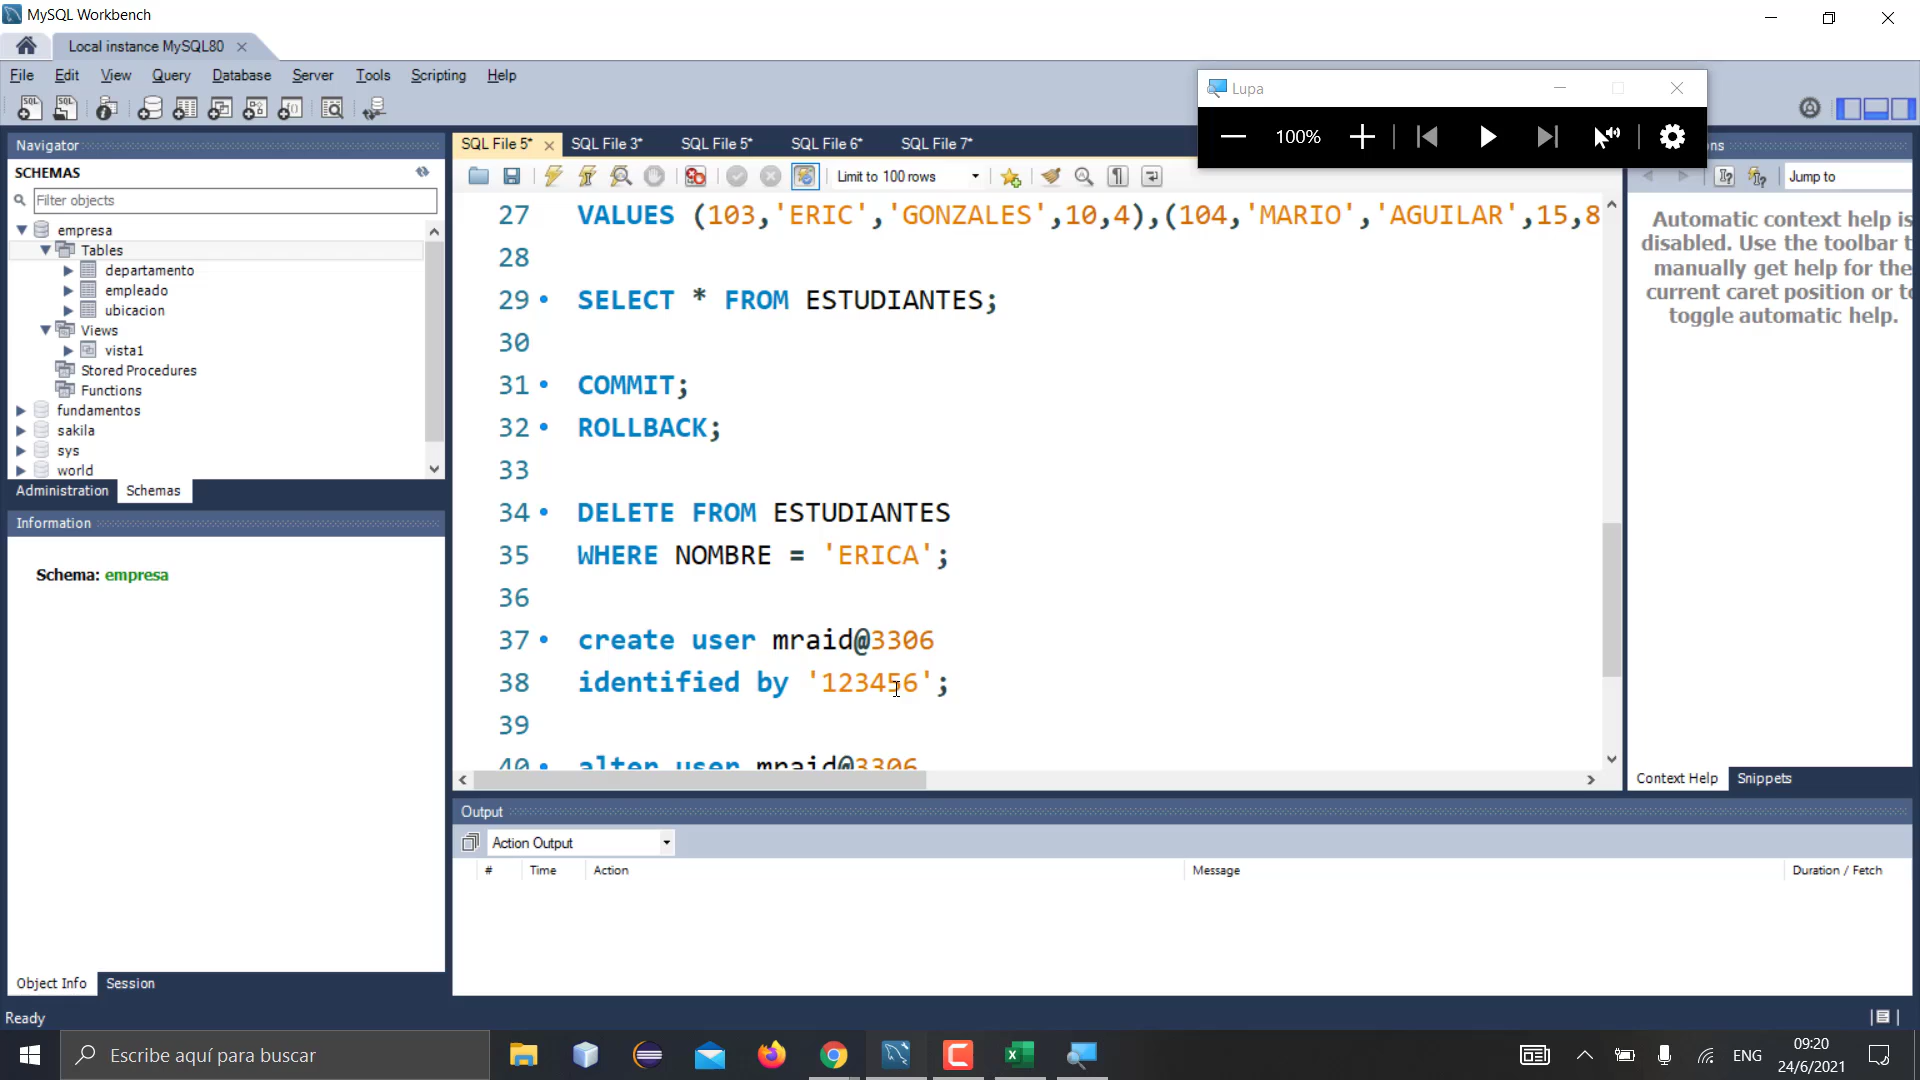 MySQL Workbench
Local instance MySQL80
File Edit View Query Database Server Tools Scripting Help
Lupa
100%
Navigator
SCHEMAS
Filter objects
empresa
Tables
departamento
empleado
ubicacion
Views
vista1
Stored Procedures
Functions
fundamentos
sakila
sys
world
Administration Schemas
Information
Schema: empresa
Object Info Session
Ready
SQL File 5* SQL File 3* SQL File 5* SQL File 6* SQL File 7*
Limit to 100 rows
27 VALUES (103,'ERIC','GONZALES',10,4),(104,'MARIO','AGUILAR',15,8
28
29 SELECT * FROM ESTUDIANTES;
30
31 COMMIT;
32 ROLLBACK;
33
34 DELETE FROM ESTUDIANTES
35 WHERE NOMBRE = 'ERICA';
36
37 create user mraid@3306
38 identified by '123456';
39
40 alter user mraid@3306
Jump to
Automatic context help is
disabled. Use the toolbar t
manually get help for the
current caret position or to
toggle automatic help.
Context Help Snippets
Output
Action Output
# Time Action Message Duration / Fetch
Escribe aquí para buscar
ENG
09:20
24/6/2021